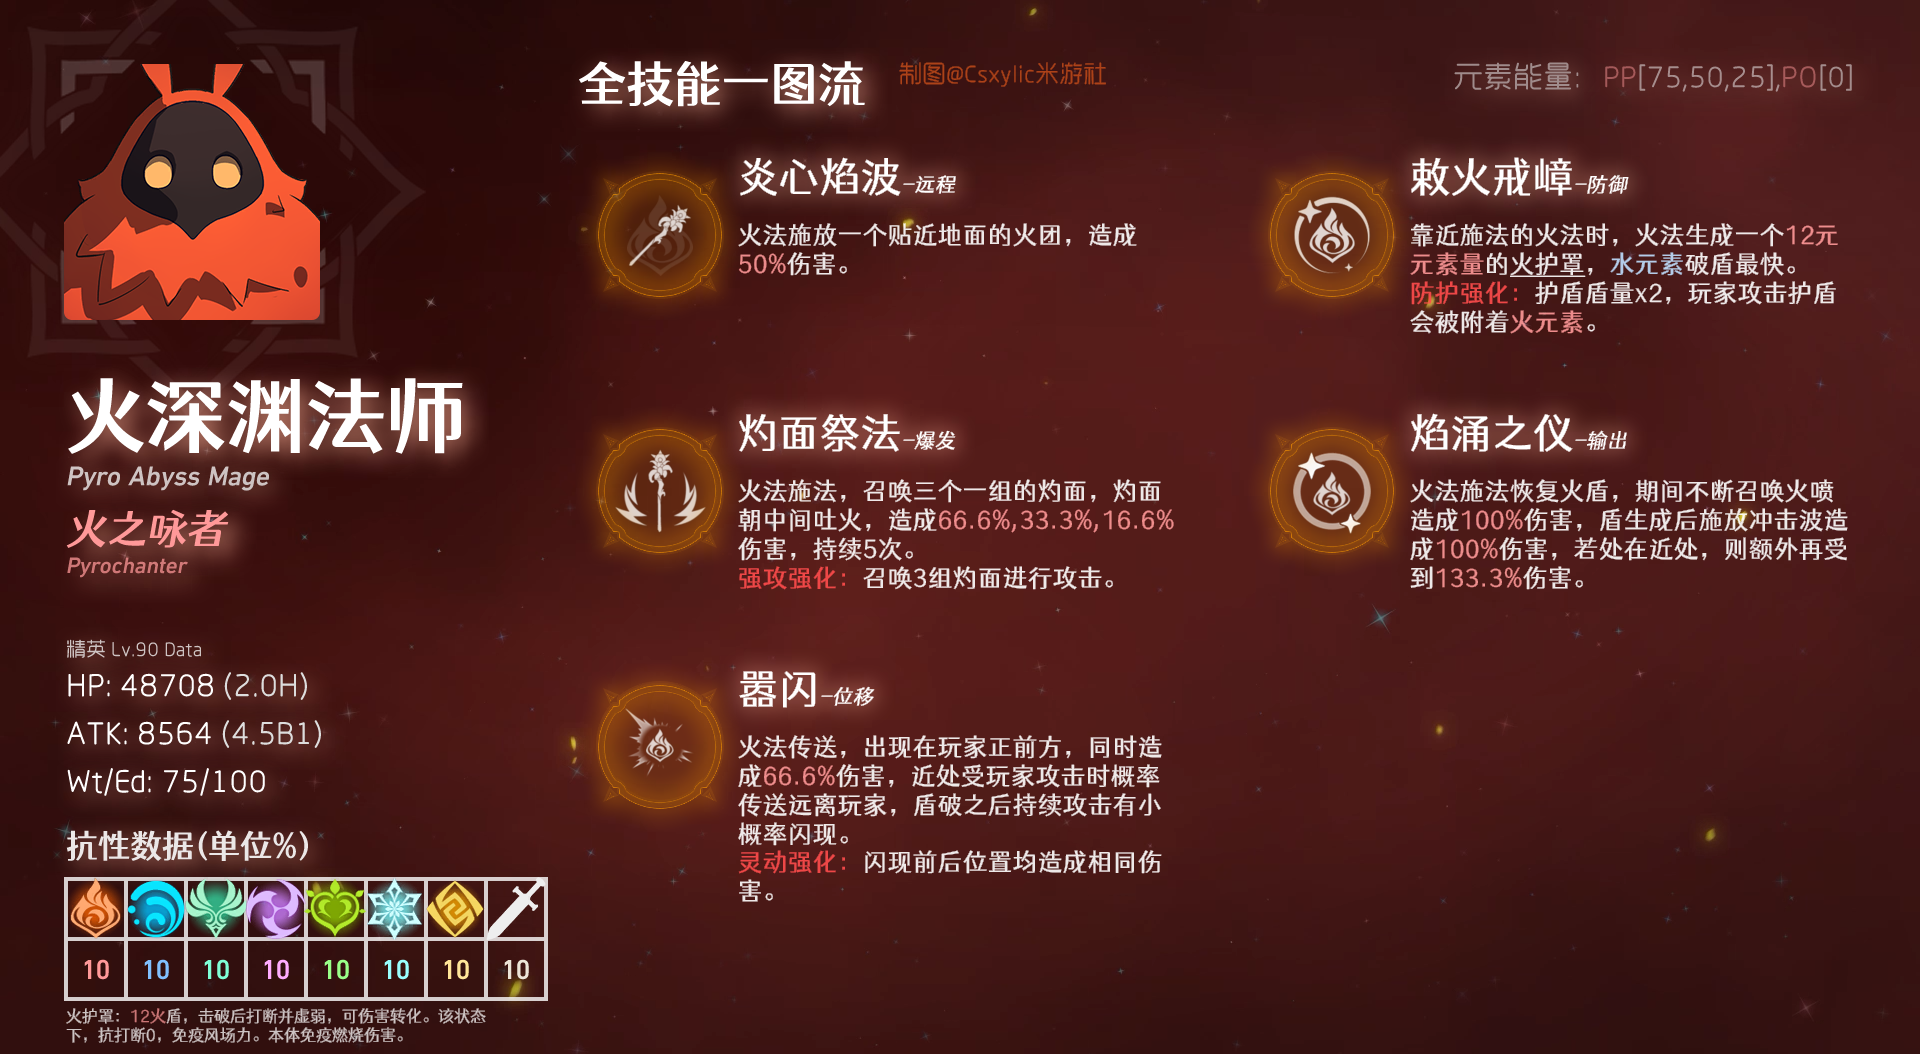 全技能一图流
制图@Csxylic米游社
元素能量: PP[75,50,25],PO[0]
火深渊法师
Pyro Abyss Mage
火之咏者
Pyrochanter
精英 Lv.90 Data
HP: 48708 (2.0H)
ATK: 8564 (4.5B1)
Wt/Ed: 75/100
抗性数据(单位%)
10 10 10 10 10 10 10 10
火护罩：12火盾，击破后打断并虚弱，可伤害转化。该状态
下，抗打断0，免疫风场力。本体免疫燃烧伤害。
炎心焰波-远程
火法施放一个贴近地面的火团，造成
50%伤害。
灼面祭法-爆发
火法施法，召唤三个一组的灼面，灼面
朝中间吐火，造成66.6%,33.3%,16.6%
伤害，持续5次。
强攻强化：召唤3组灼面进行攻击。
嚣闪-位移
火法传送，出现在玩家正前方，同时造
成66.6%伤害，近处受玩家攻击时概率
传送远离玩家，盾破之后持续攻击有小
概率闪现。
灵动强化：闪现前后位置均造成相同伤
害。
敕火戒嶂-防御
靠近施法的火法时，火法生成一个12元
元素量的火护罩，水元素破盾最快。
防护强化：护盾盾量x2，玩家攻击护盾
会被附着火元素。
焰涌之仪-输出
火法施法恢复火盾，期间不断召唤火喷
造成100%伤害，盾生成后施放冲击波造
成100%伤害，若处在近处，则额外再受
到133.3%伤害。